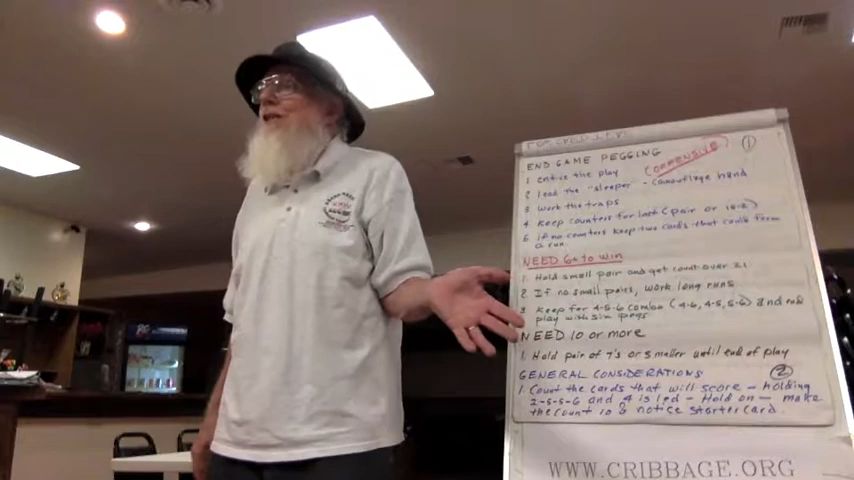 END GAME PEGGING (OFFENSIVE) 1
1 entice the play
2 lead the "sleeper" - camouflage hand
3 work the traps
4 Keep counters for last (pair or
5 if no counters keep two cards that could form
a run.
NEED 6+ to win
1. Hold small pair and get count over 21
2. If no small pairs, work long runs
3 Keep for 4-5-6 combo (4-6, 4-5, 5-6) and end
play with six pegs
NEED 10 OR MORE
1. Hold pair of 7's or smaller until end of play
GENERAL CONSIDERATIONS 2
1 Count the cards that will score - holding
2-5-5-6 and 4 is led - Hold on - make
the count 10 & notice starter card.
WWW.CRIBBAGE.ORG